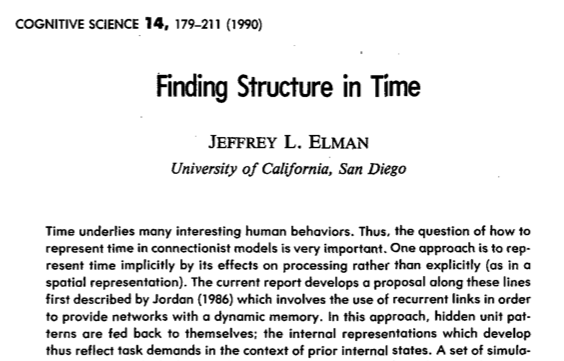 COGNITIVE SCIENCE 14, 179-211 (1990)
Finding Structure in Time
JEFFREY L. ELMAN
University of California, San Diego
Time underlies many interesting human behaviors. Thus, the question of how to
represent time in connectionist models is very important. One approach is to rep-
resent time implicitly by its effects on processing rather than explicitly (as in a
spatial representation). The current report develops a proposal along these lines
first described by Jordan (1986) which involves the use of recurrent links in order
to provide networks with a dynamic memory. In this approach, hidden unit pat-
terns are fed back to themselves; the internal representations which develop
thus reflect task demands in the context of prior internal states. A set of simula-